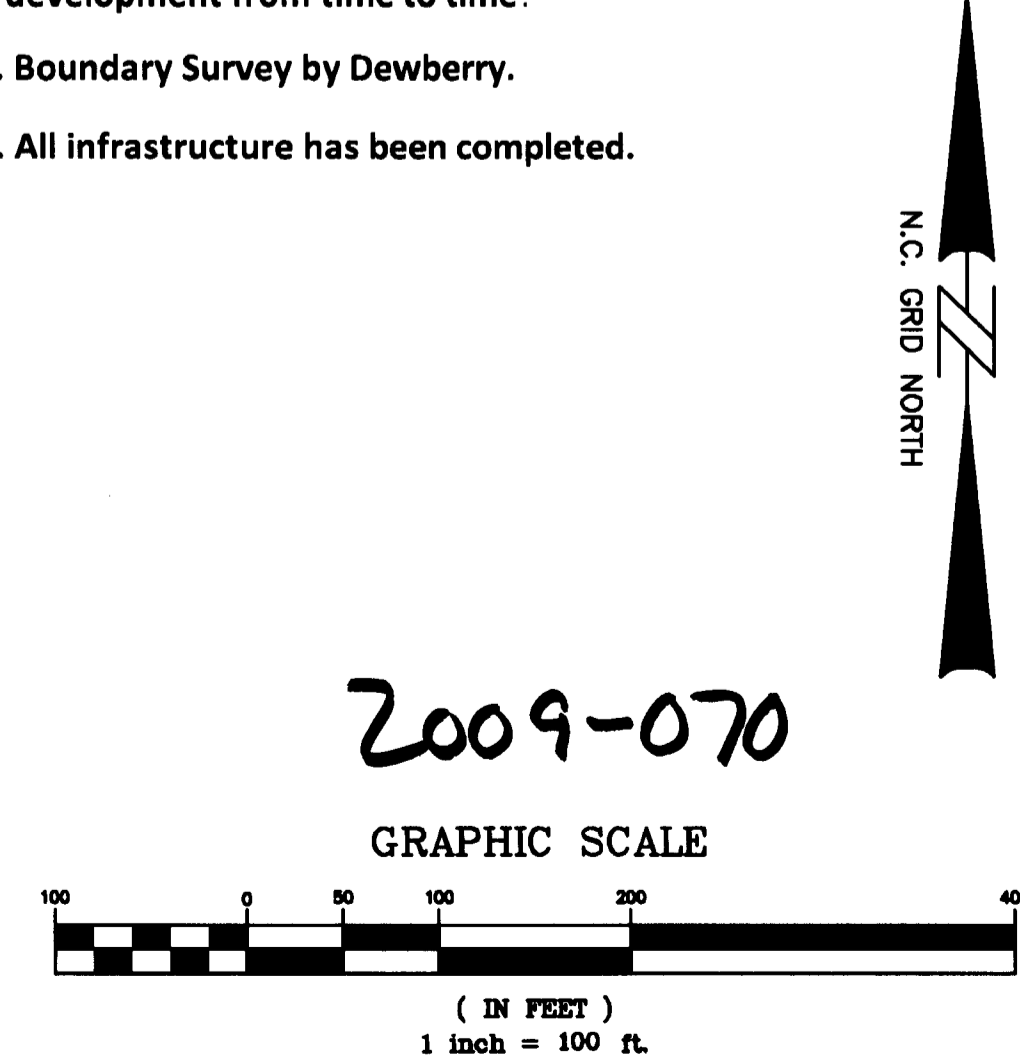 development from time to time.
. Boundary Survey by Dewberry.
. All infrastructure has been completed.
N.C. GRID NORTH
2009-070
GRAPHIC SCALE
100 0 50 100 200 40
( IN FEET )
1 inch = 100 ft.